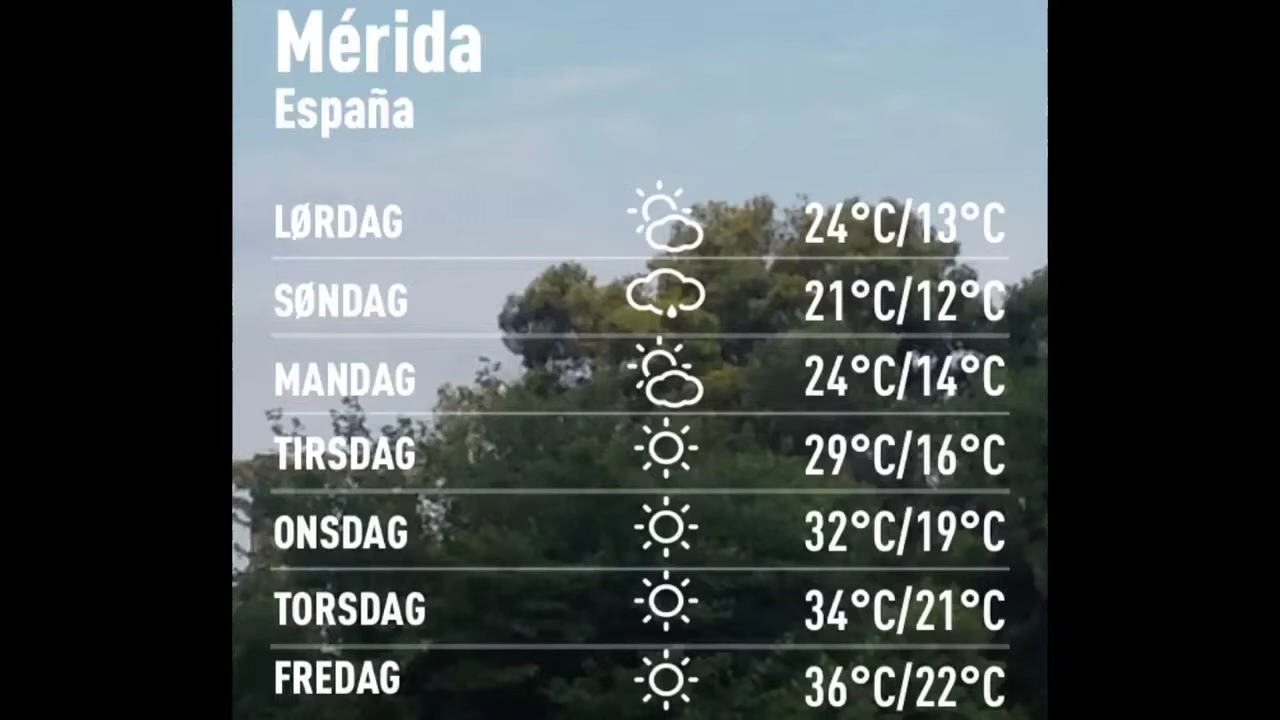 Mérida
España
LØRDAG 24°C/13°C
SØNDAG 21°C/12°C
MANDAG 24°C/14°C
TIRSDAG 29°C/16°C
ONSDAG 32°C/19°C
TORSDAG 34°C/21°C
FREDAG 36°C/22°C